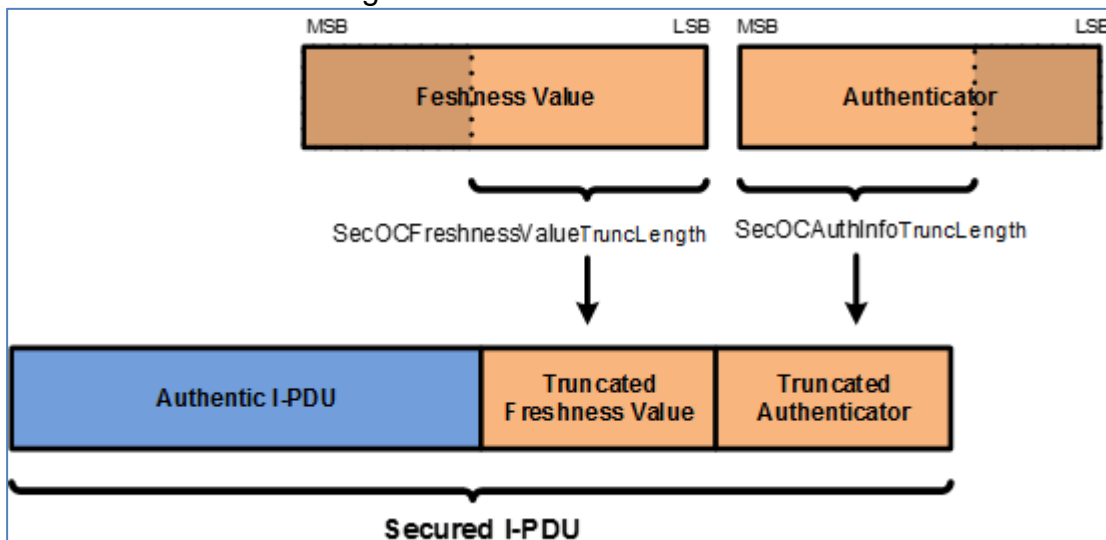 g
MSB LSB MSB LSB
Feshness Value Authenticator
SecOCFreshnessValueTruncLength SecOCAuthInfoTruncLength
Authentic I-PDU
Truncated
Freshness Value
Truncated
Authenticator
Secured I-PDU